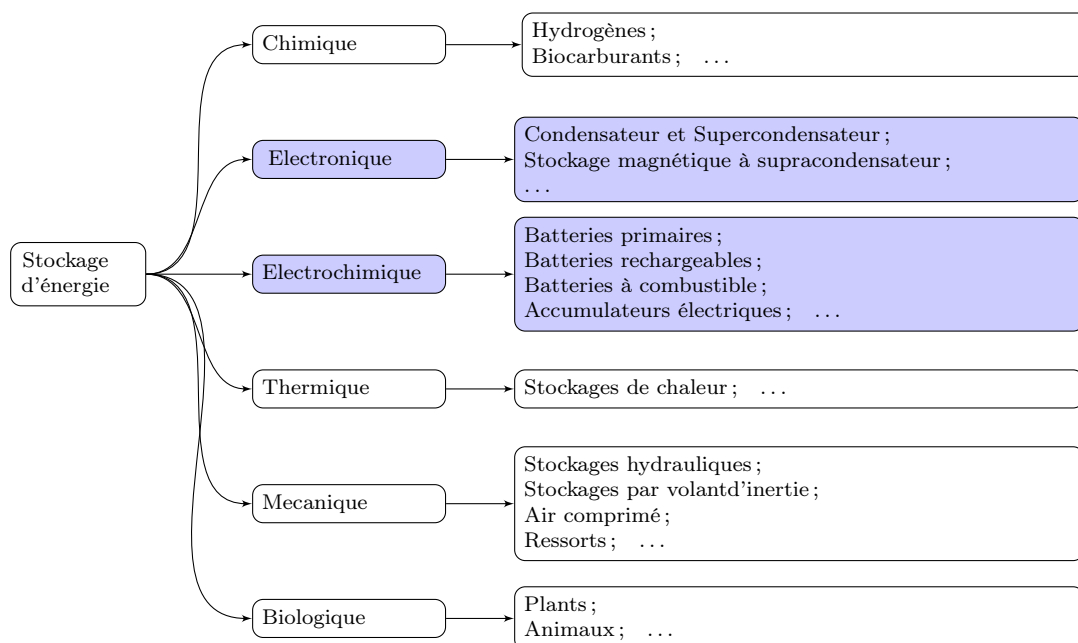 Chimique
Hydrogènes ;
Biocarburants ; ...
Electronique
Condensateur et Supercondensateur ;
Stockage magnétique à supracondensateur ;
...
Stockage
d'énergie
Electrochimique
Batteries primaires ;
Batteries rechargeables ;
Batteries à combustible ;
Accumulateurs électriques ; ...
Thermique
Stockages de chaleur ; ...
Mecanique
Stockages hydrauliques ;
Stockages par volantd'inertie ;
Air comprimé ;
Ressorts ; ...
Biologique
Plants ;
Animaux ; ...